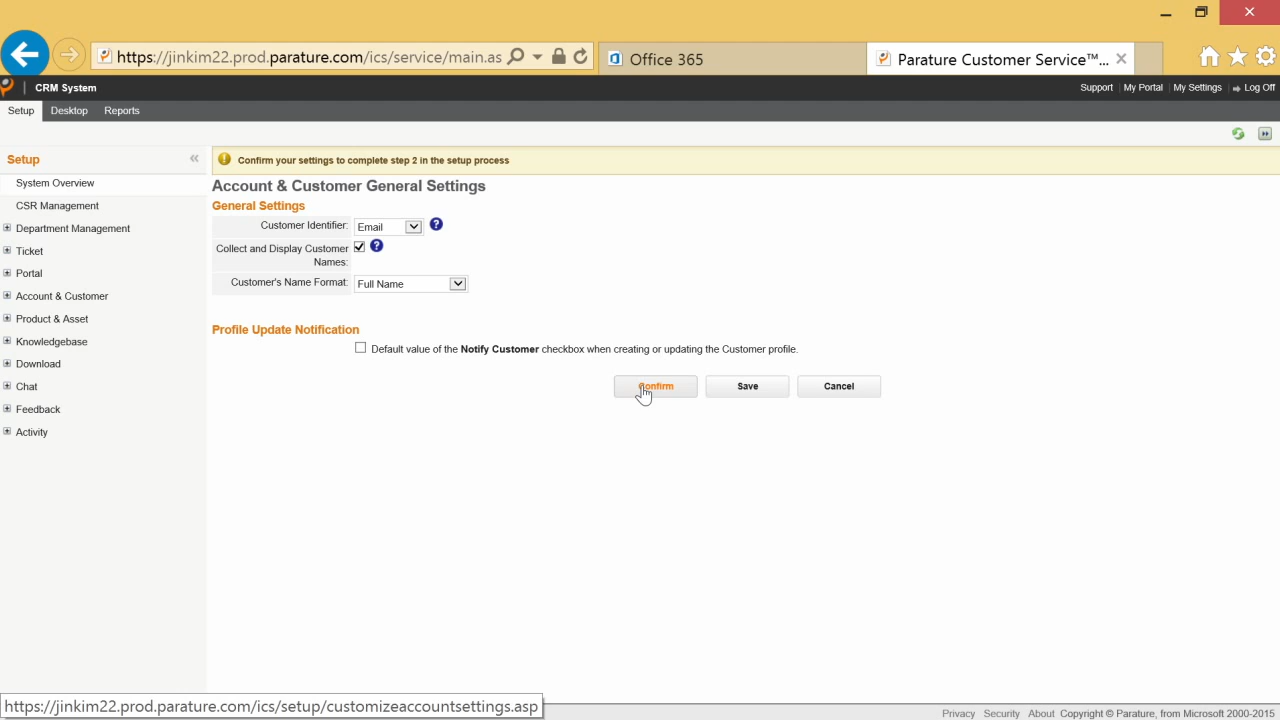 https://jinkim22.prod.parature.com/ics/service/main.as
Office 365
Parature Customer Service™...
CRM System
Support
My Portal
My Settings
Log Off
Setup
Desktop
Reports
Setup
Confirm your settings to complete step 2 in the setup process
System Overview
CSR Management
Department Management
Ticket
Portal
Account & Customer
Product & Asset
Knowledgebase
Download
Chat
Feedback
Activity
Account & Customer General Settings
General Settings
Customer Identifier:
Email
Collect and Display Customer
Names:
Customer's Name Format:
Full Name
Profile Update Notification
Default value of the Notify Customer checkbox when creating or updating the Customer profile.
Confirm
Save
Cancel
https://jinkim22.prod.parature.com/ics/setup/customizeaccountsettings.asp
Privacy
Security
About
Copyright © Parature, from Microsoft 2000-2015